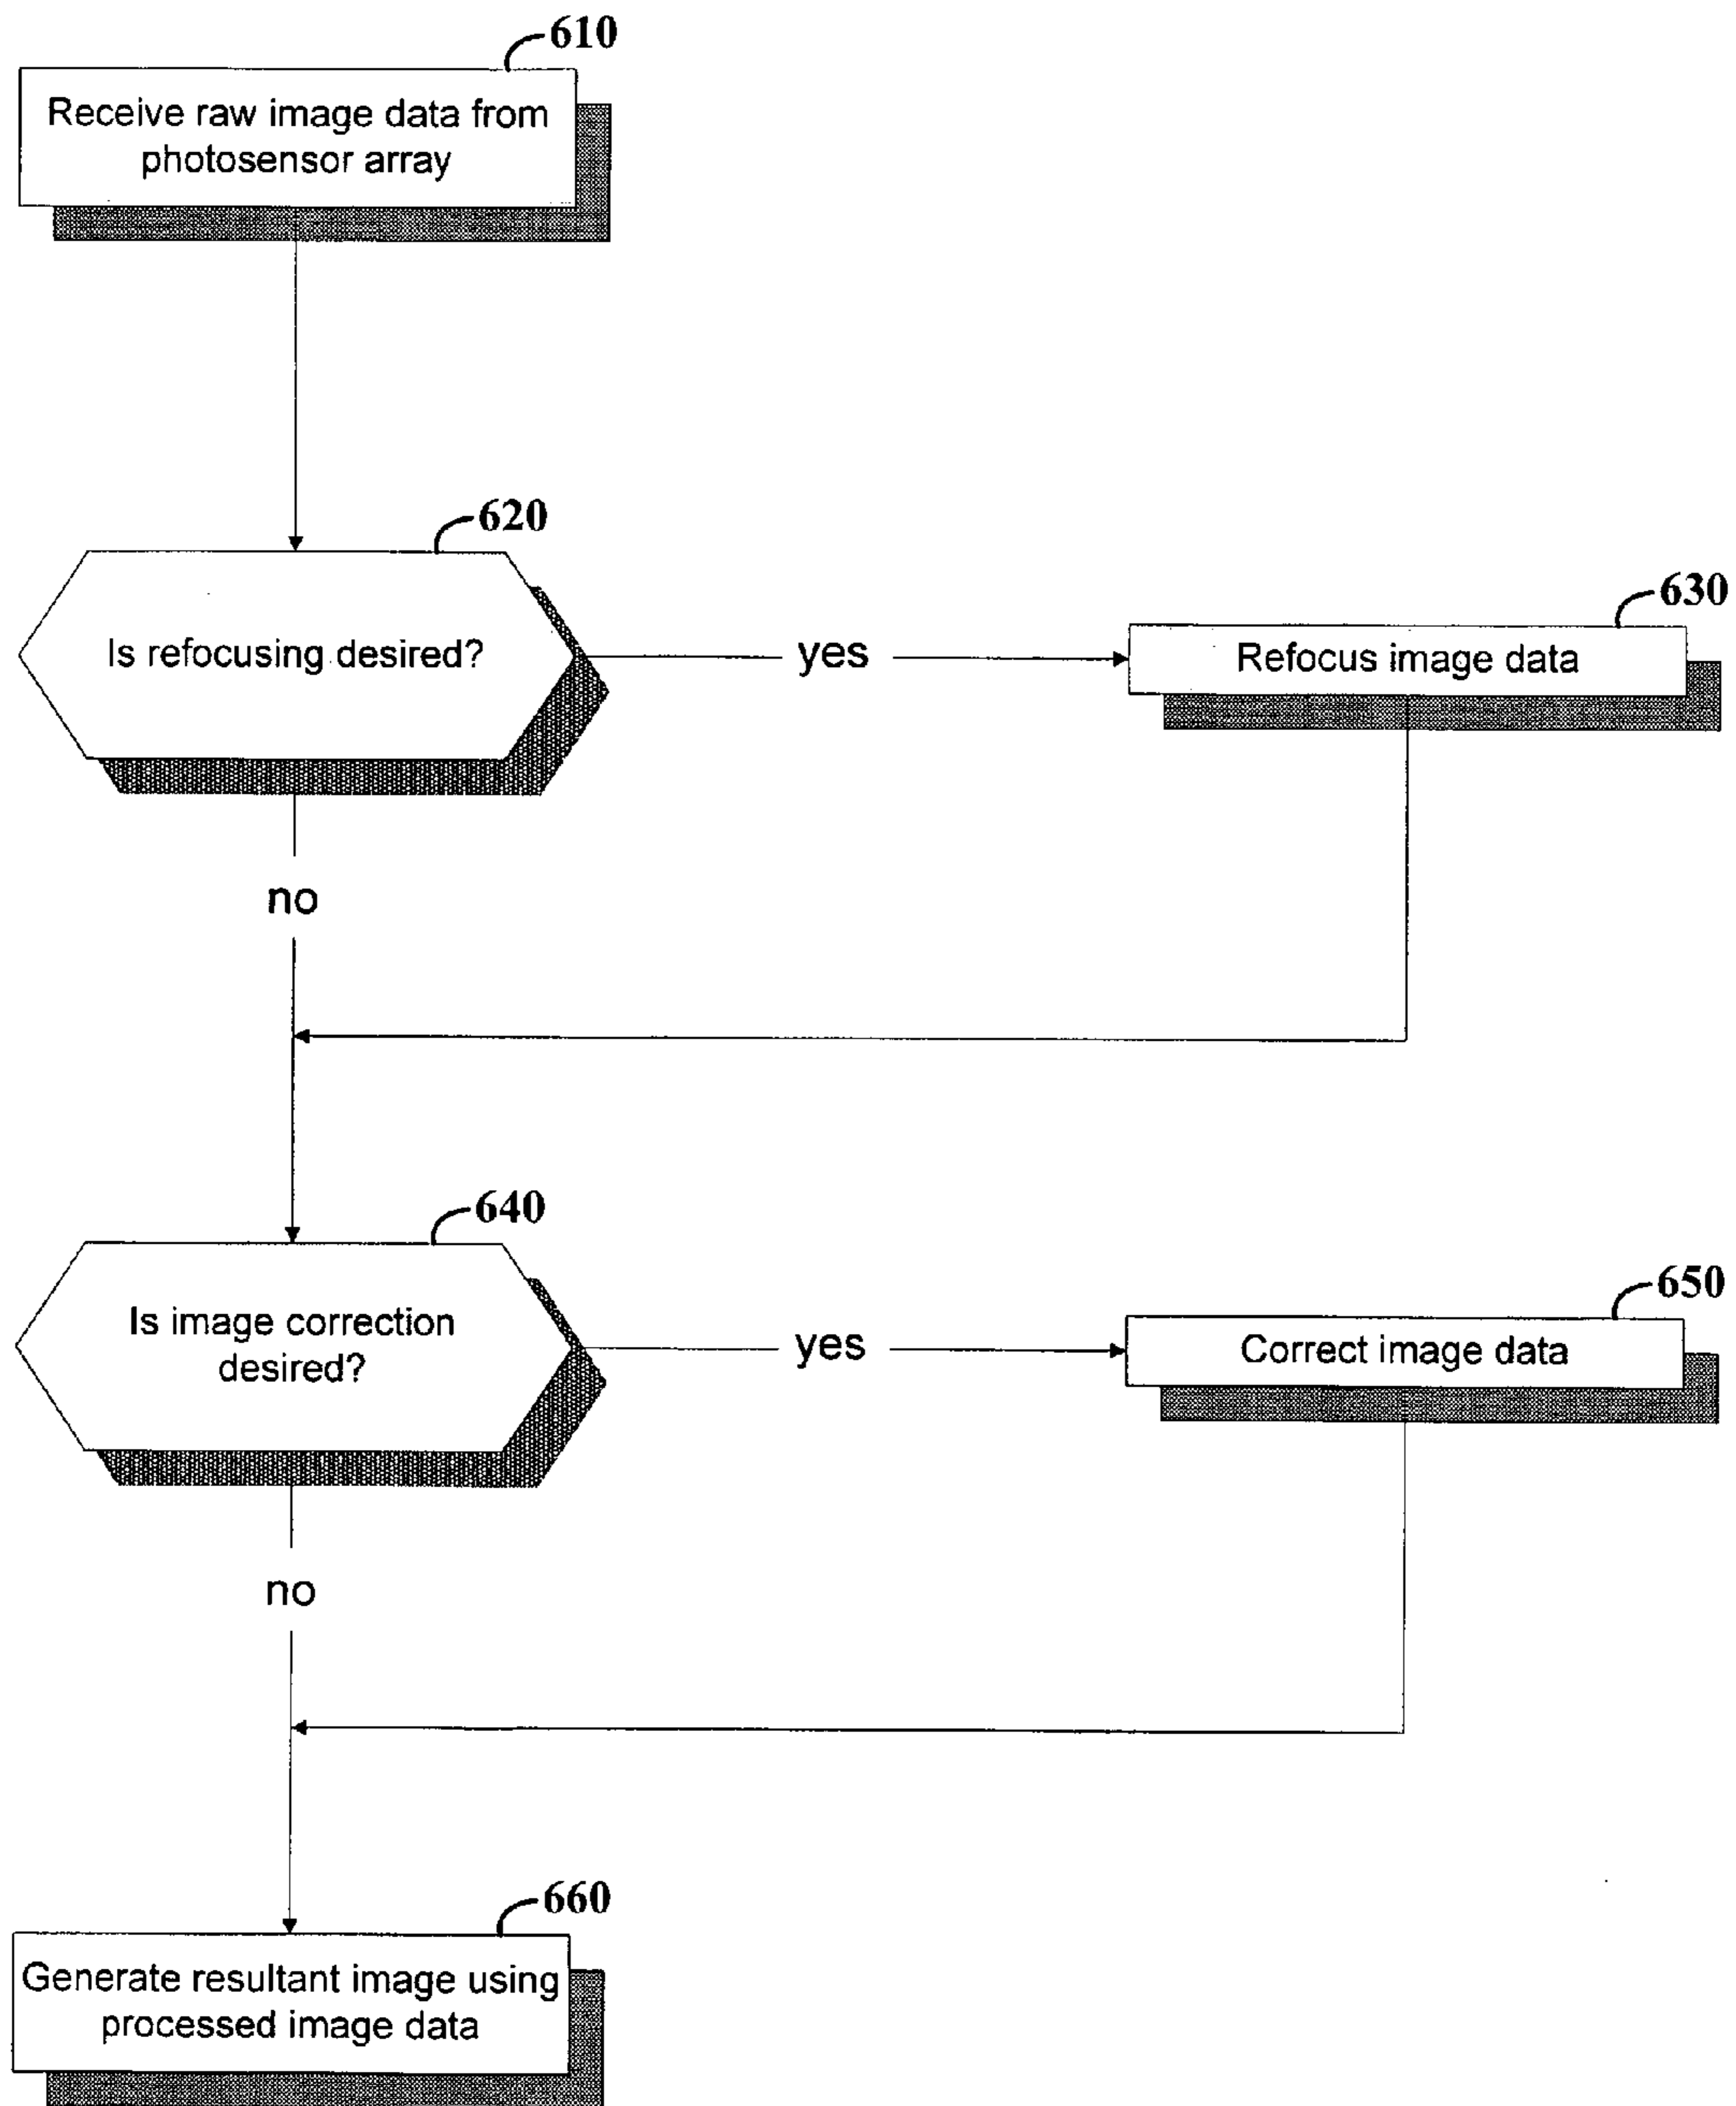 610
Receive raw image data from
photosensor array
620
Is refocusing desired?
yes
630
Refocus image data
no
640
Is image correction
desired?
yes
650
Correct image data
no
660
Generate resultant image using
processed image data